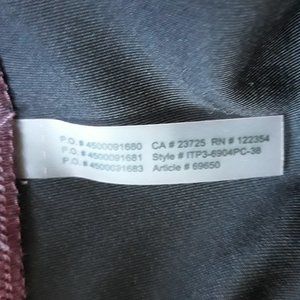 P.O.# 4500091680 CA # 23725 RN # 122354
P.O.# 4500091681 Style # ITP3-6904PC-38
P.O.# 4500091683 Article # 69650